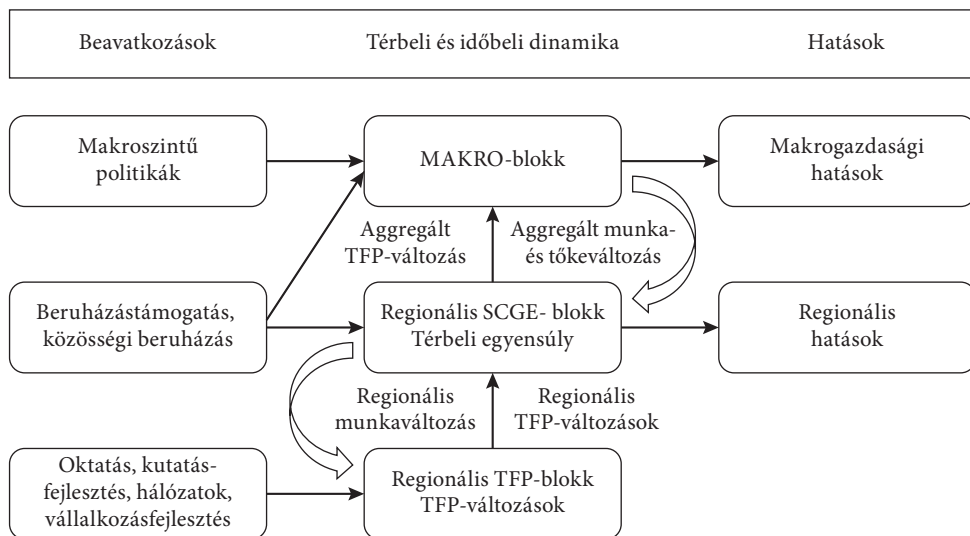 Beavatkozások
Térbeli és időbeli dinamika
Hatások
Makroszintű
politikák
MAKRO-blokk
Makrogazdasági
hatások
Aggregált
TFP-változás
Aggregált munka-
és tőkeváltozás
Beruházástámogatás,
közösségi beruházás
Regionális SCGE- blokk
Térbeli egyensúly
Regionális
hatások
Regionális
munkaváltozás
Regionális
TFP-változások
Oktatás, kutatás-
fejlesztés, hálózatok,
vállalkozásfejlesztés
Regionális TFP-blokk
TFP-változások